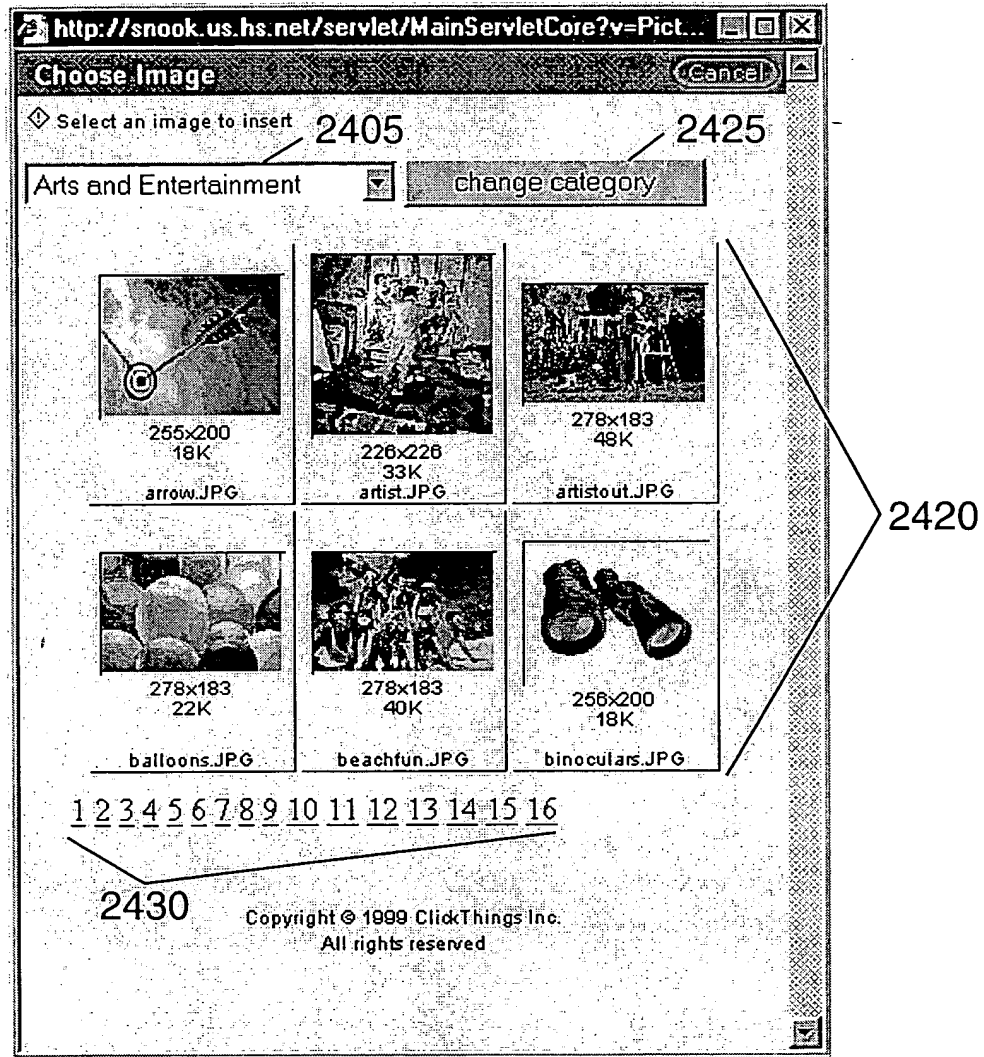 http://snook.us.hs.net/servlet/MainServletCore?v=Pict...
Choose Image
Cancel
Select an image to insert
2405
2425
Arts and Entertainment
change category
255x200
18K
arrow.JPG
226x226
33K
artist.JPG
278x183
48K
artistout.JPG
2420
278x183
22K
balloons.JPG
278x183
40K
beachfun.JPG
256x200
18K
binoculars.JPG
1 2 3 4 5 6 7 8 9 10 11 12 13 14 15 16
2430
Copyright © 1999 ClickThings Inc.
All rights reserved